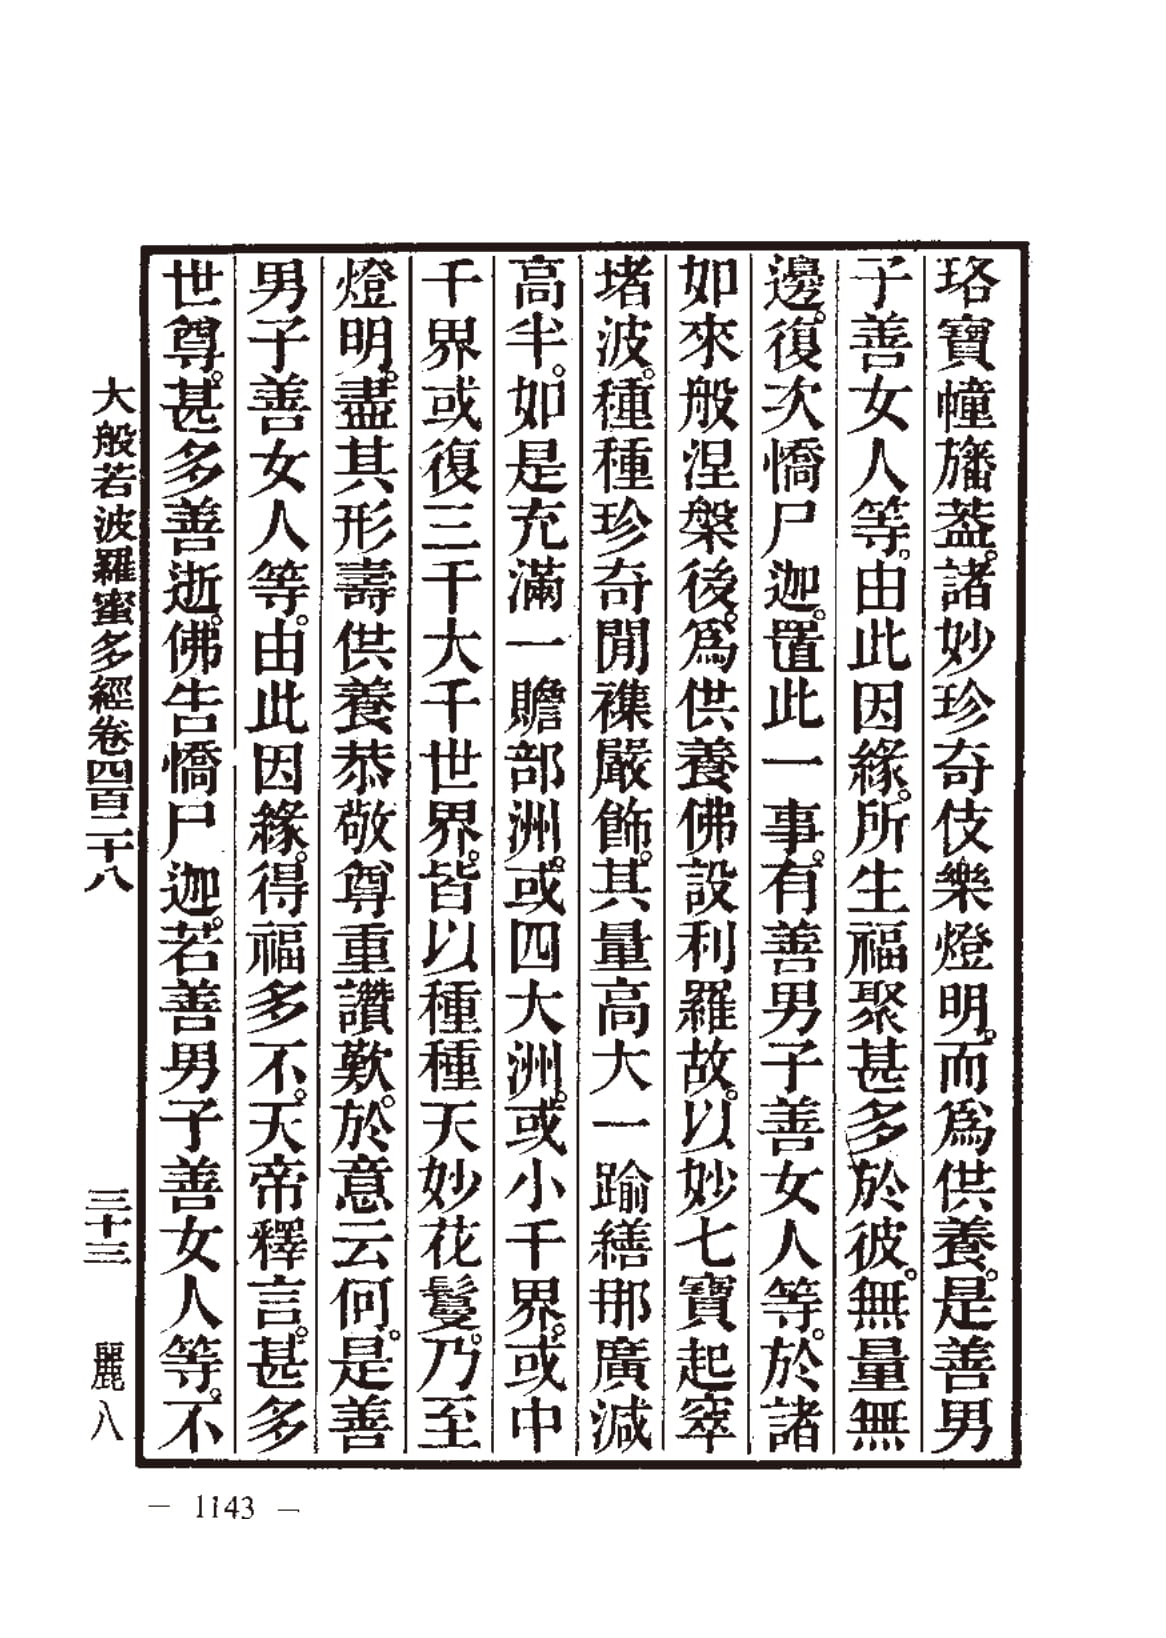 珞寶幢旛蓋。諸妙珍奇伎樂燈明。而爲供養。是善男
子善女人等。由此因緣。所生福聚甚多於彼。無量無
邊。復次憍尸迦。置此一事。有善男子善女人等。於諸
如來般涅槃後。爲供養佛設利羅故。以妙七寶起窣
堵波。種種珍奇閒襍嚴飾。其量高大一踰繕那廣減
高半。如是充滿一贍部洲。或四大洲。或小千界。或中
千界或復三千大千世界。皆以種種天妙花鬘。乃至
燈明。盡其形壽供養恭敬尊重讚歎。於意云何。是善
男子善女人等。由此因緣。得福多不。天帝釋言。甚多
世尊。甚多善逝。佛告憍尸迦。若善男子善女人等。不
大般若波羅蜜多經卷四百二十八 三十三 麗八
— 1143 —